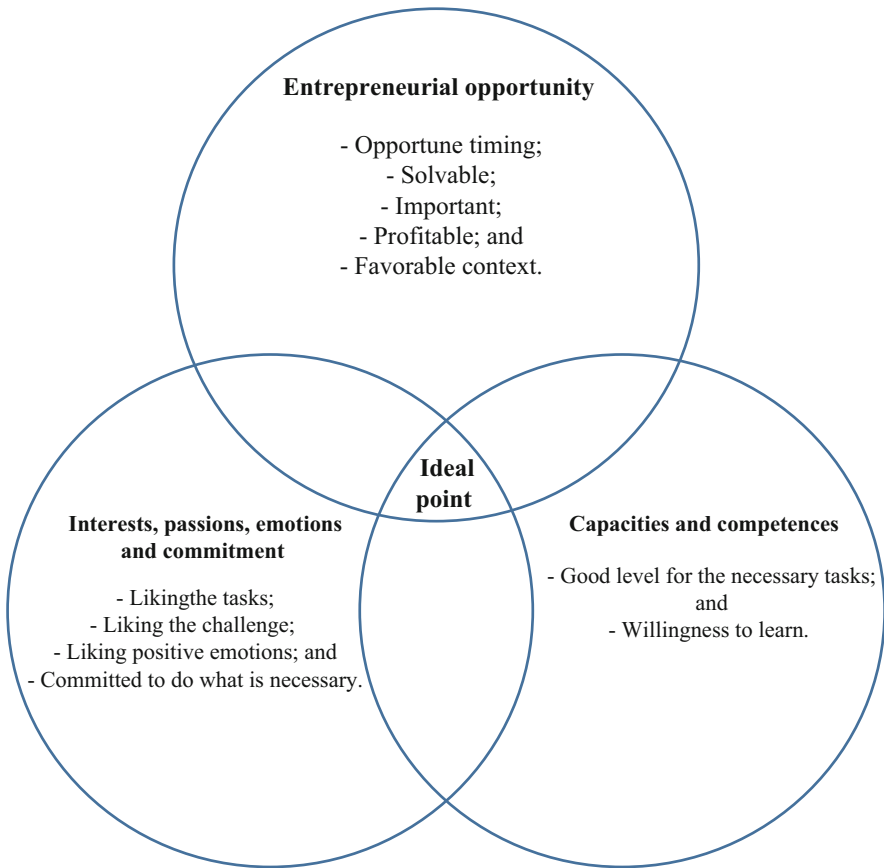 Entrepreneurial opportunity
- Opportune timing;
- Solvable;
- Important;
- Profitable; and
- Favorable context.
Ideal
point
Interests, passions, emotions
and commitment
- Likingthe tasks;
- Liking the challenge;
- Liking positive emotions; and
- Committed to do what is necessary.
Capacities and competences
- Good level for the necessary tasks;
and
- Willingness to learn.